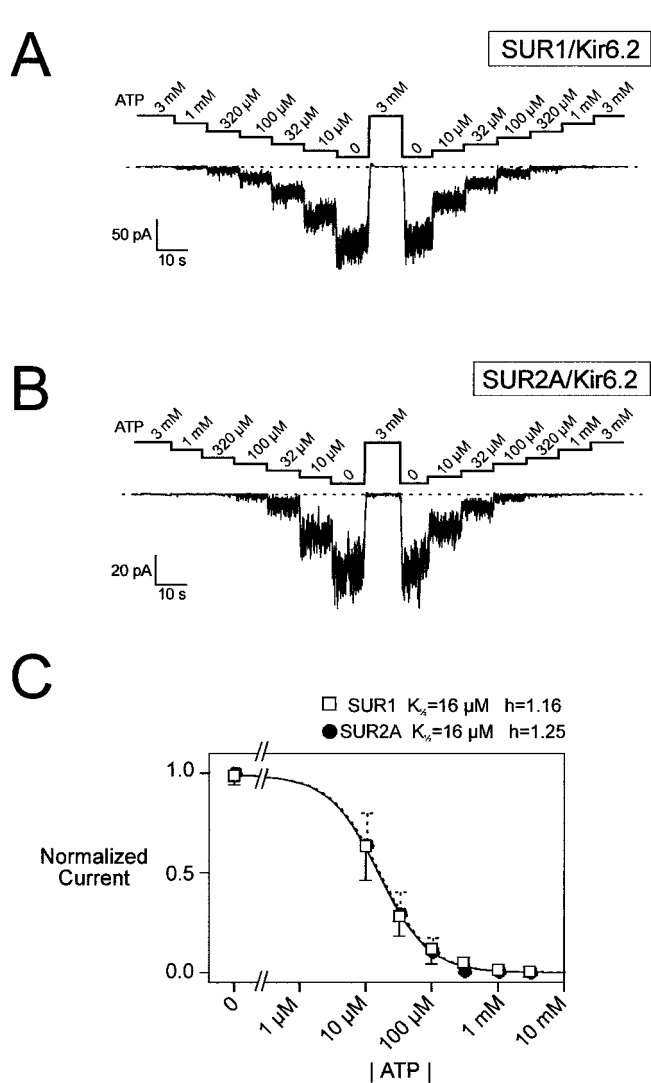 A
SUR1/Kir6.2
ATP 3 mM 1 mM 320 µM 100 µM 32 µM 10 µM 0 3 mM 0 10 µM 32 µM 100 µM 320 µM 1 mM 3 mM
50 pA
10 s
B
SUR2A/Kir6.2
ATP 3 mM 1 mM 320 µM 100 µM 32 µM 10 µM 0 3 mM 0 10 µM 32 µM 100 µM 320 µM 1 mM 3 mM
20 pA
10 s
C
SUR1 K½=16 µM h=1.16
SUR2A K½=16 µM h=1.25
1.0
0.5
0.0
Normalized
Current
0 1 µM 10 µM 100 µM 1 mM 10 mM
| ATP |